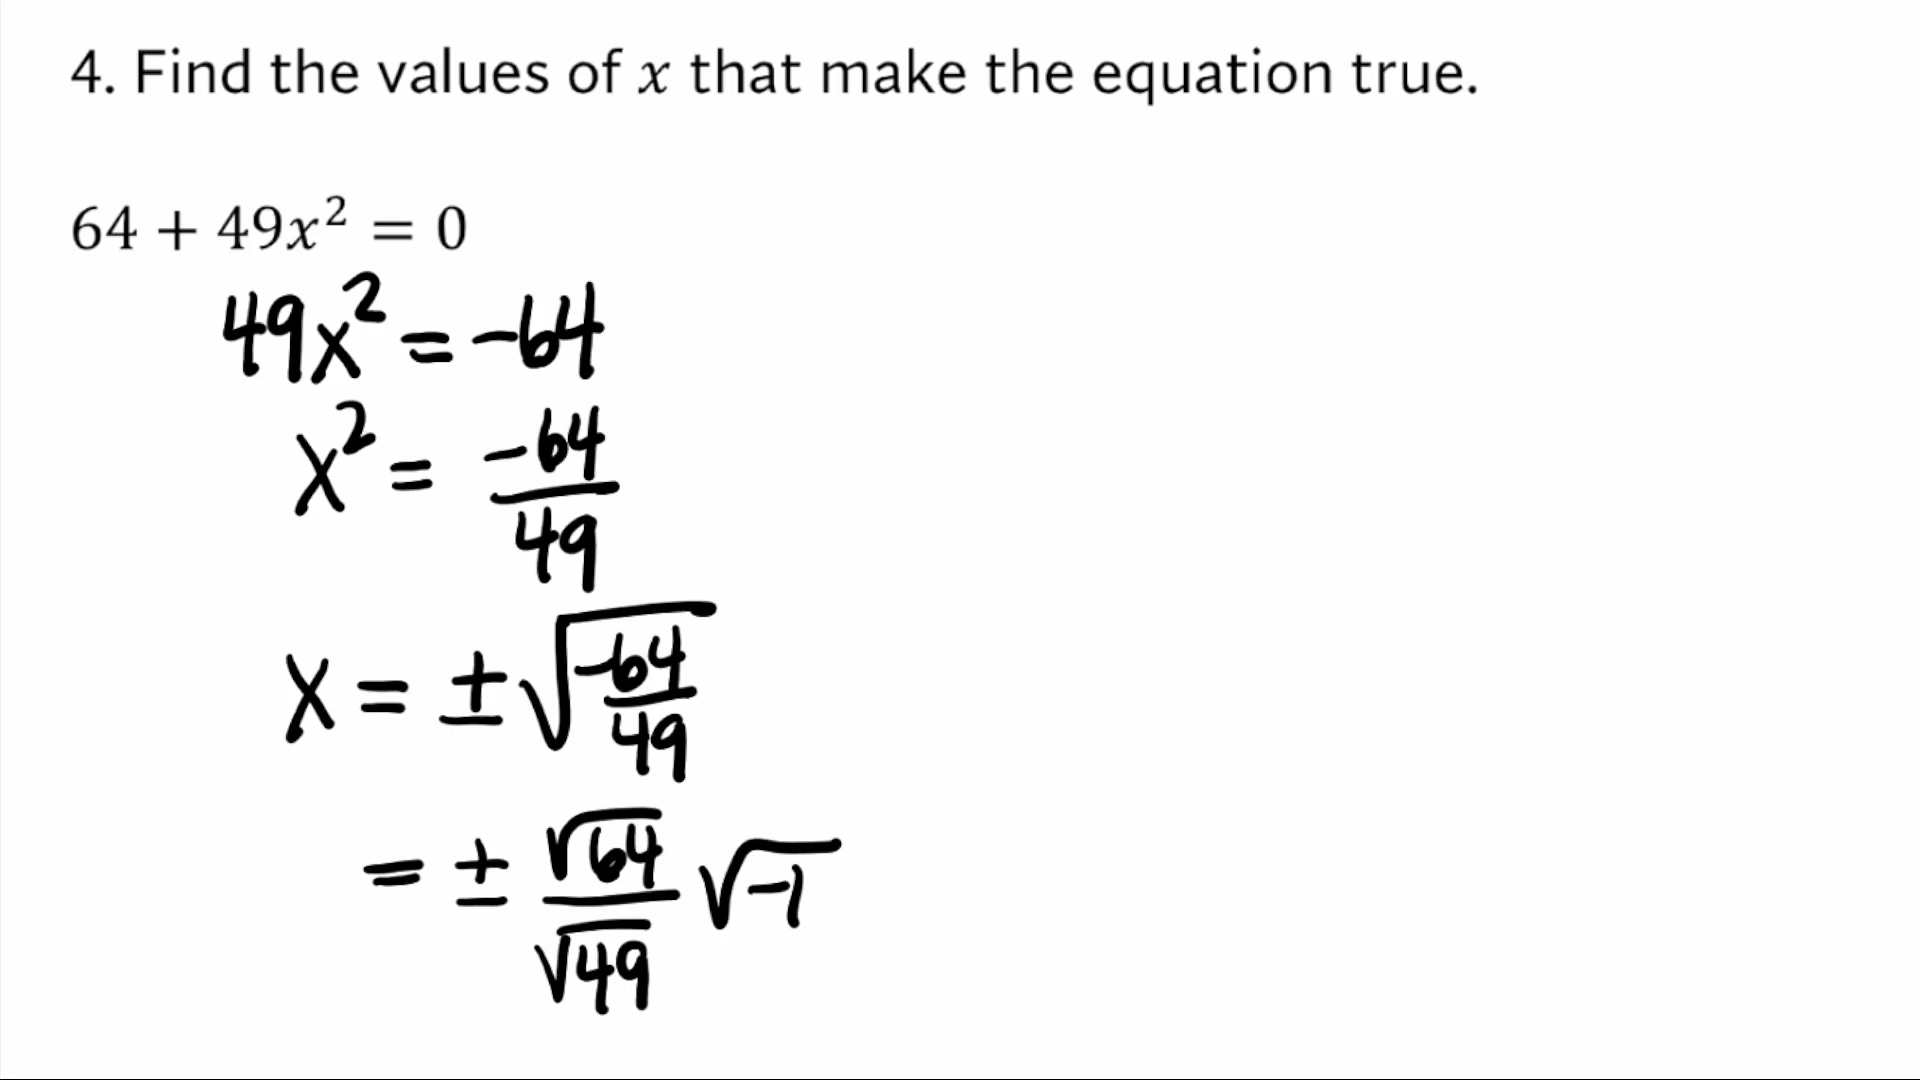 4. Find the values of x that make the equation true.
64 + 49x² = 0
49x² = -64
x² = -64/49
x = ±√(-64/49)
= ± √64/√49 √-1